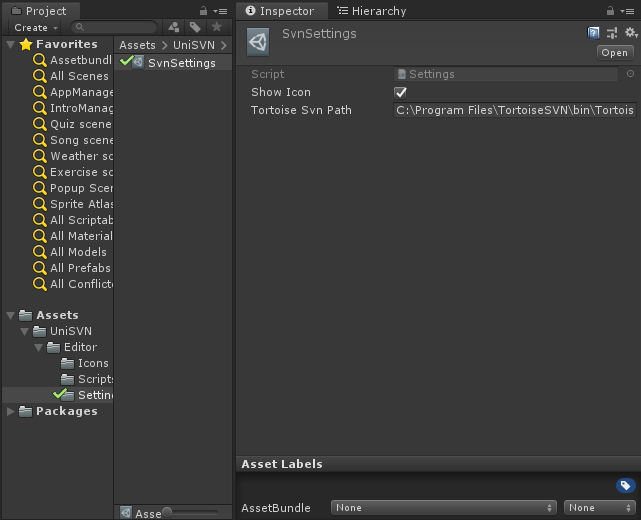 Project
Create
Favorites
Assetbundl
All Scenes
AppManage
IntroManag
Quiz scene
Song scene
Weather sc
Exercise sc
Popup Scen
Sprite Atlas
All Scriptab
All Material
All Models
All Prefabs
All Conflict
Assets
UniSVN
Editor
Icons
Scripts
Settin
Packages
Assets > UniSVN >
SvnSettings
Asse
Inspector
Hierarchy
SvnSettings
Open
Script
Settings
Show Icon
Tortoise Svn Path
C:\Program Files\TortoiseSVN\bin\Tortois
Asset Labels
AssetBundle
None
None